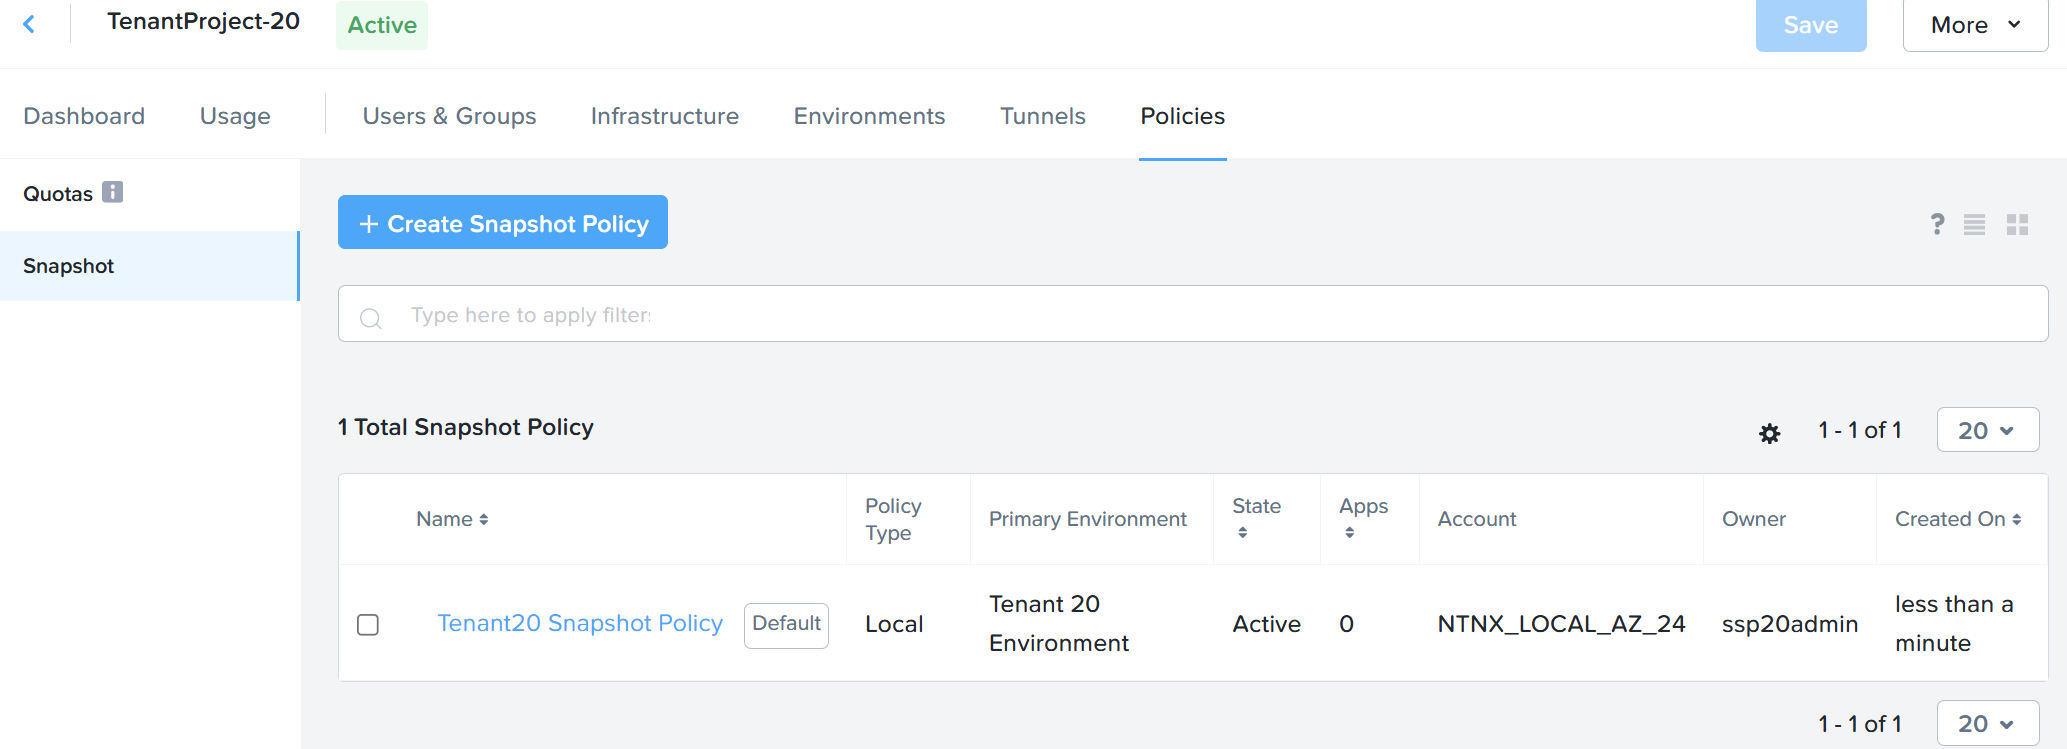 TenantProject-20
Active
Save
More
Dashboard
Usage
Users & Groups
Infrastructure
Environments
Tunnels
Policies
Quotas
Snapshot
+ Create Snapshot Policy
?
Type here to apply filters
1 Total Snapshot Policy
1 - 1 of 1
20
Name
Policy
Type
Primary Environment
State
Apps
Account
Owner
Created On
Tenant20 Snapshot Policy
Default
Local
Tenant 20
Environment
Active
0
NTNX_LOCAL_AZ_24
ssp20admin
less than a
minute
1 - 1 of 1
20